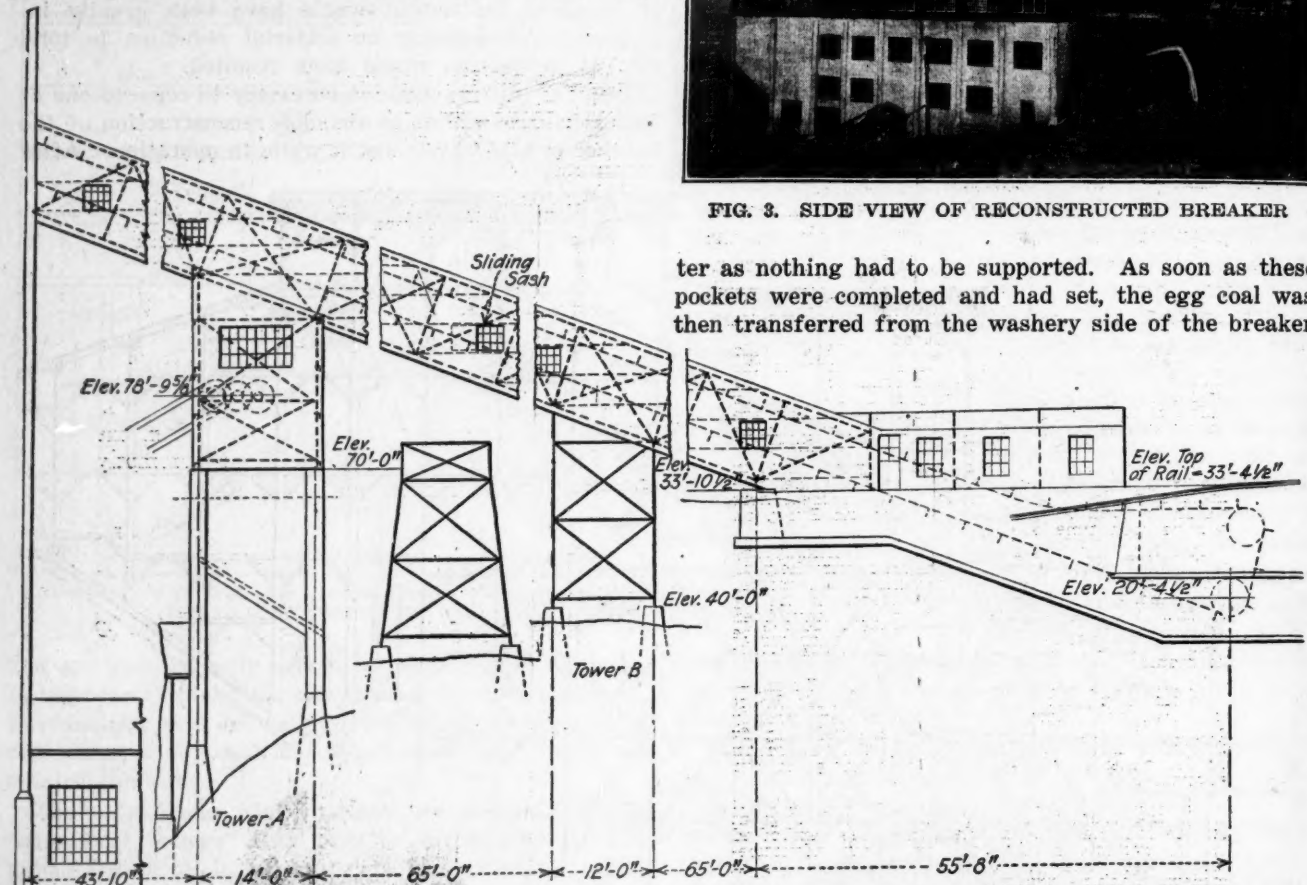 FIG. 3. SIDE VIEW OF RECONSTRUCTED BREAKER
ter as nothing had to be supported. As soon as these
pockets were completed and had set, the egg coal was
then transferred from the washery side of the breaker
Sliding
Sash
Elev. 78'-9⅝"
Elev.
70'-0"
Elev.
33'-10½"
Elev. Top
of Rail=33'-4½"
Elev. 20'-4½"
Elev. 40'-0"
Tower B
Tower A
43'-10"
14'-0"
65'-0"
12'-0"
65'-0"
55'-8"